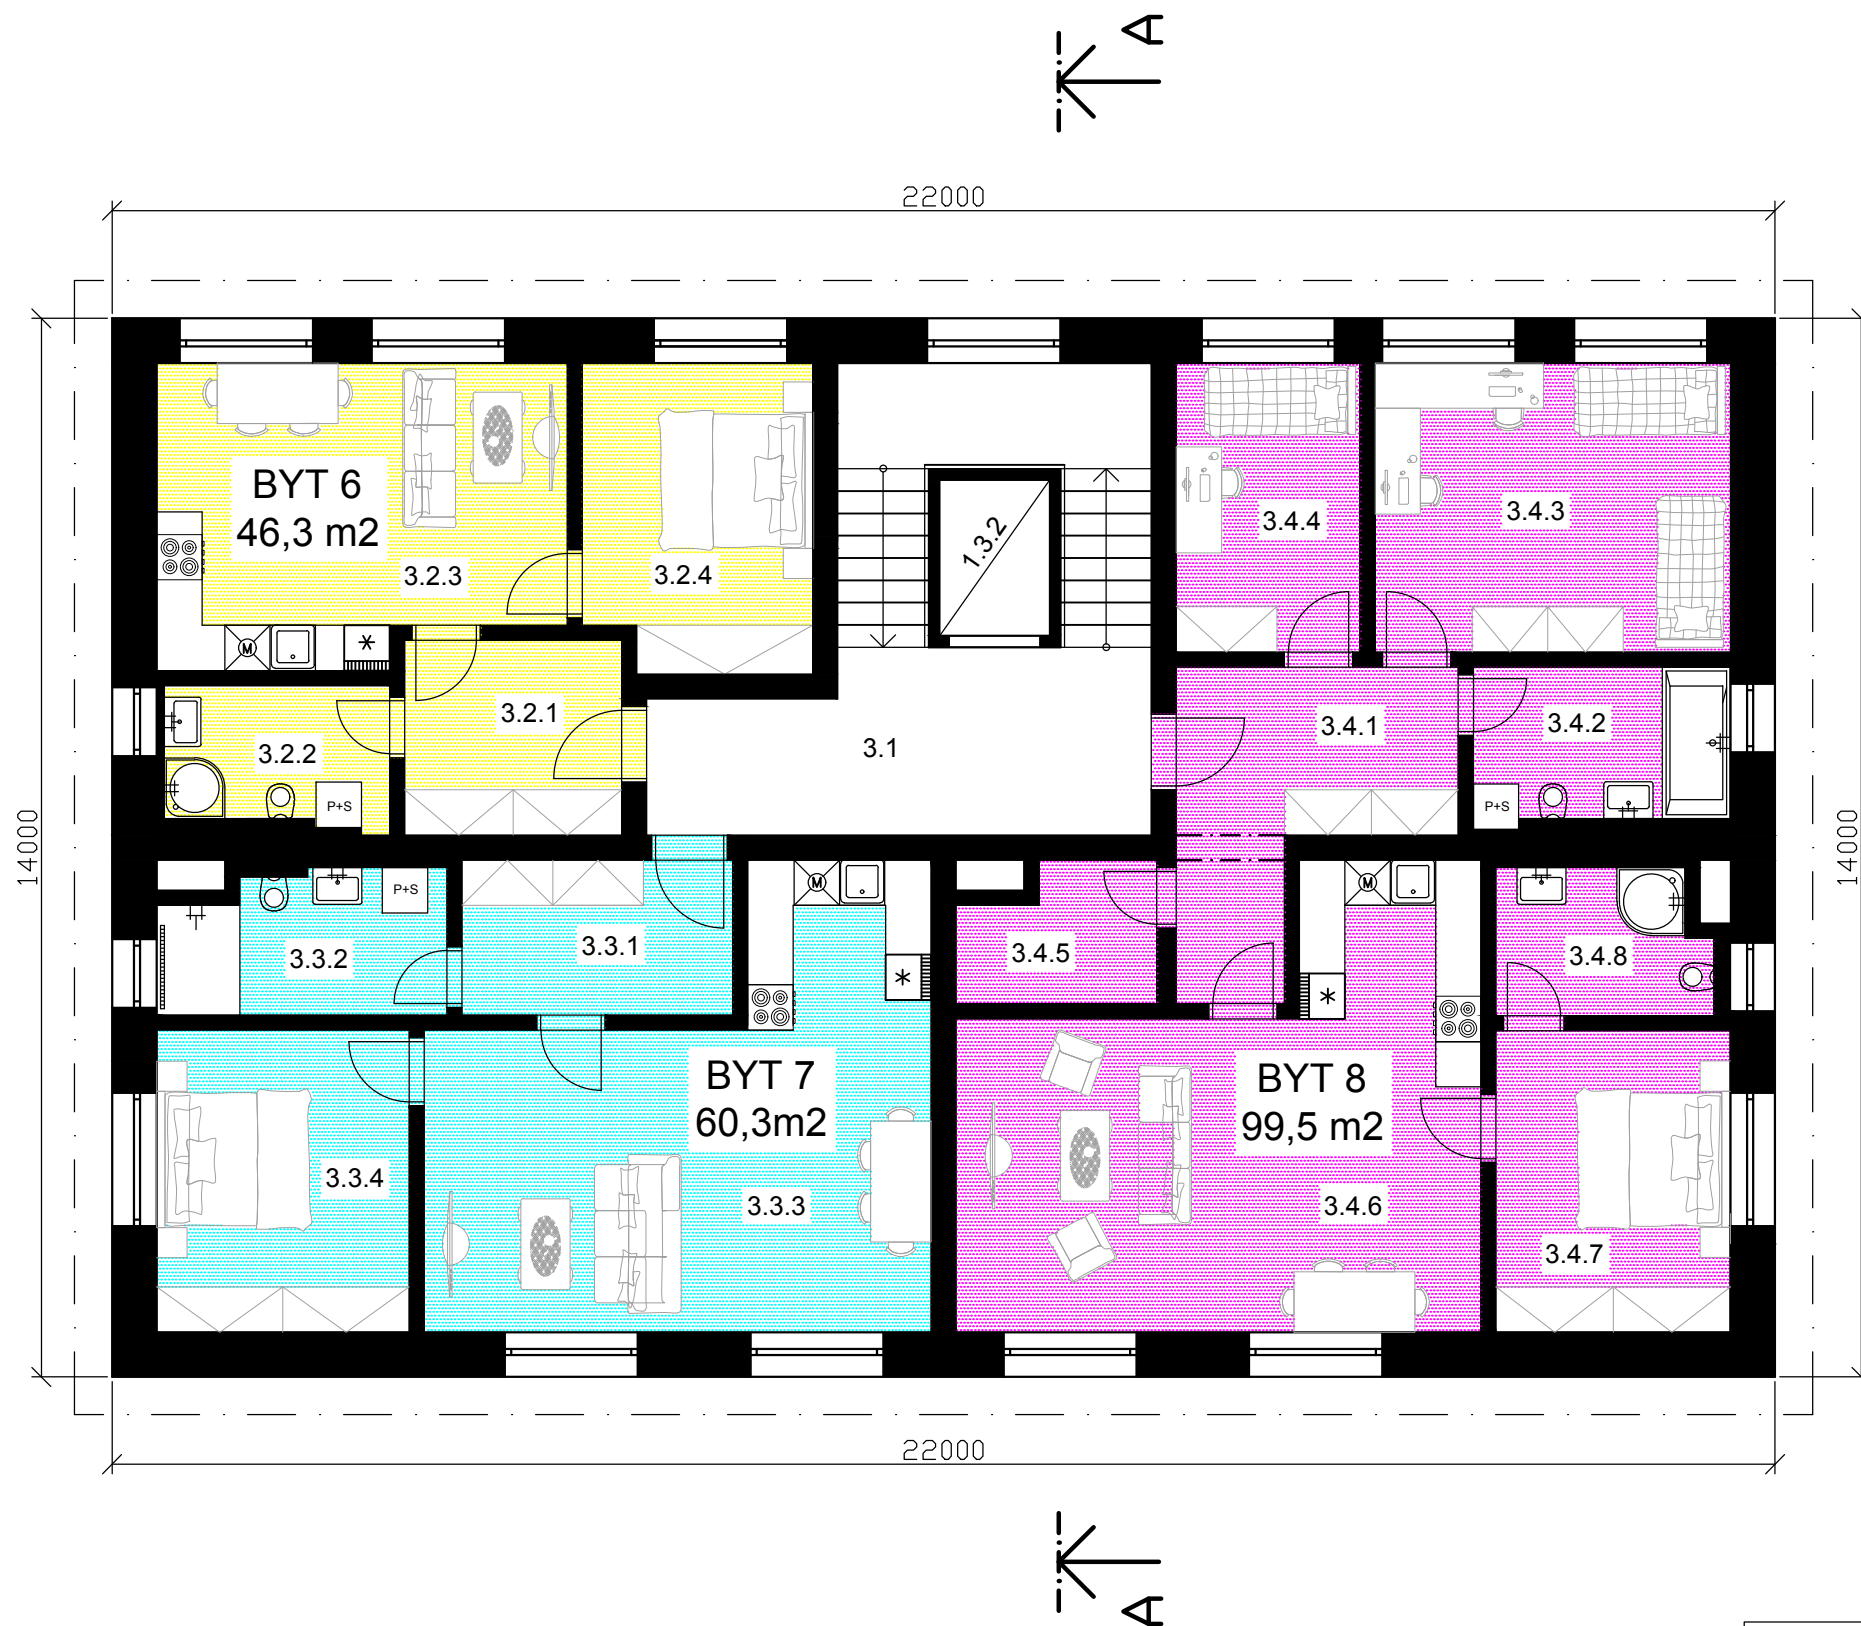 A
22000
14000
14000
BYT 6
46,3 m2
3.2.3
3.2.4
1.3.2
3.4.4
3.4.3
M
*
3.2.1
3.2.2
P+S
3.1
3.4.1
3.4.2
P+S
M
M
P+S
3.3.2
3.3.1
*
3.4.5
*
3.4.8
BYT 7
60,3m2
BYT 8
99,5 m2
3.3.4
3.3.3
3.4.6
3.4.7
22000
A